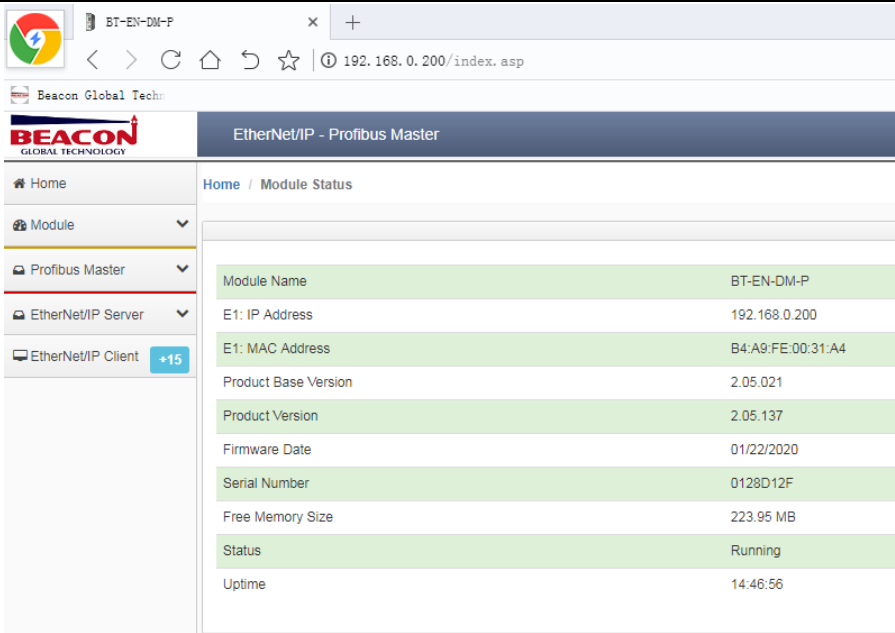 BT-EN-DM-P
192.168.0.200/index.asp
Beacon Global Techn
BEACON
GLOBAL TECHNOLOGY
EtherNet/IP - Profibus Master
Home
Module
Profibus Master
EtherNet/IP Server
EtherNet/IP Client +15
Home / Module Status
Module Name BT-EN-DM-P
E1: IP Address 192.168.0.200
E1: MAC Address B4:A9:FE:00:31:A4
Product Base Version 2.05.021
Product Version 2.05.137
Firmware Date 01/22/2020
Serial Number 0128D12F
Free Memory Size 223.95 MB
Status Running
Uptime 14:46:56